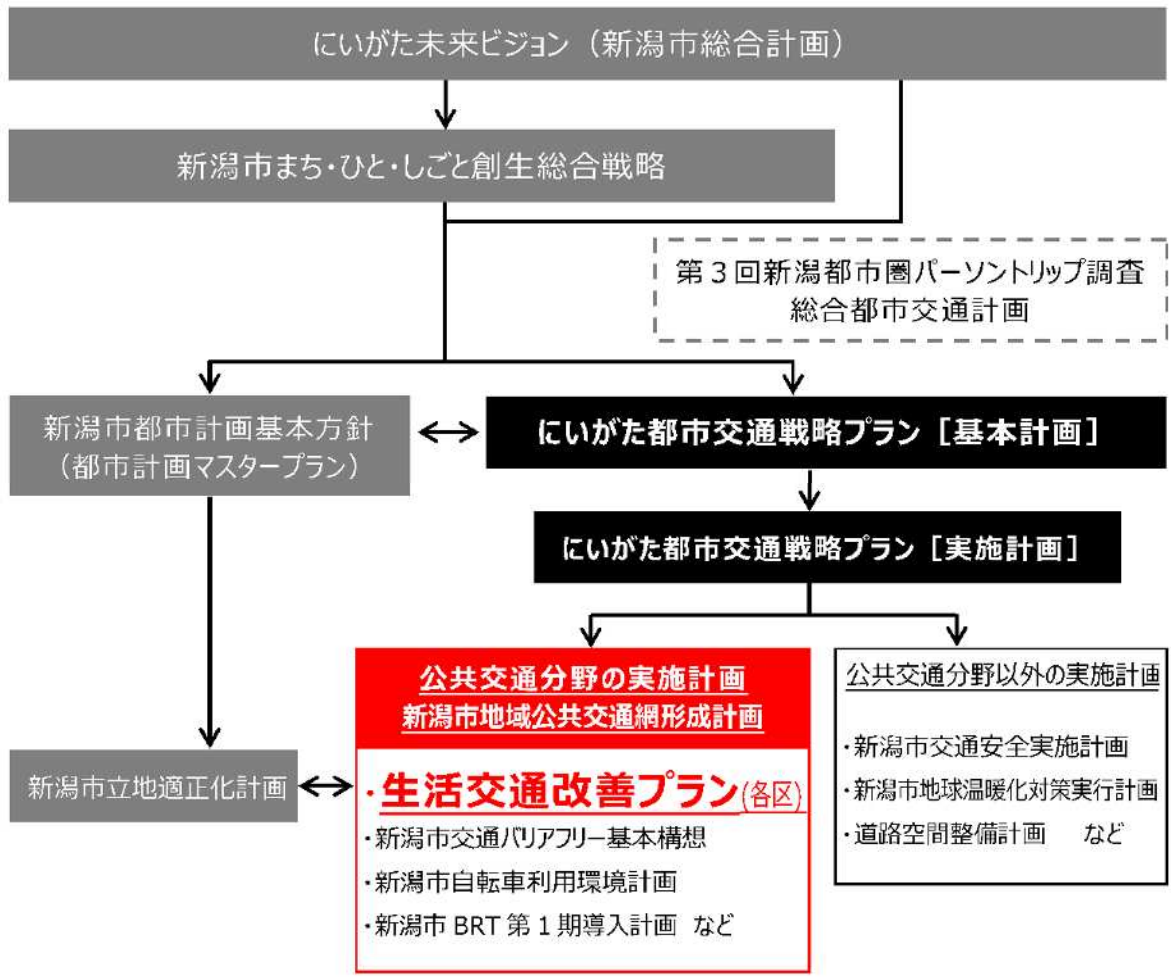 にいがた未来ビジョン（新潟市総合計画）
新潟市まち・ひと・しごと創生総合戦略
第３回新潟都市圏パーソントリップ調査
総合都市交通計画
新潟市都市計画基本方針
（都市計画マスタープラン）
にいがた都市交通戦略プラン［基本計画］
にいがた都市交通戦略プラン［実施計画］
公共交通分野の実施計画
新潟市地域公共交通網形成計画
・生活交通改善プラン(各区)
・新潟市交通バリアフリー基本構想
・新潟市自転車利用環境計画
・新潟市 BRT 第１期導入計画 など
公共交通分野以外の実施計画
・新潟市交通安全実施計画
・新潟市地球温暖化対策実行計画
・道路空間整備計画 など
新潟市立地適正化計画